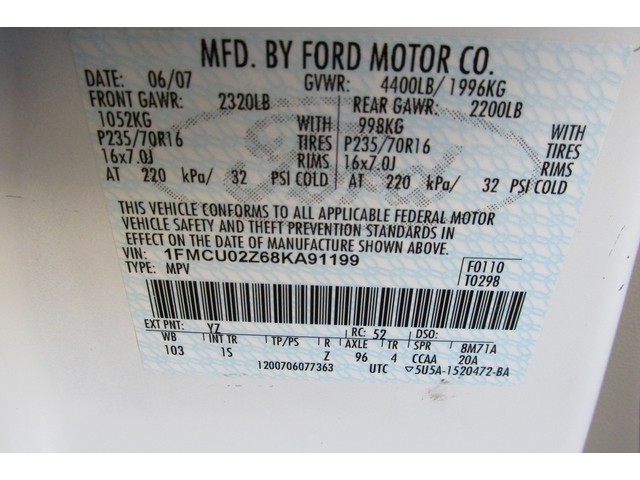 MFD. BY FORD MOTOR CO.
DATE: 06/07 GVWR: 4400LB/1996KG
FRONT GAWR: 2320LB REAR GAWR: 2200LB
1052KG WITH 998KG WITH
P235/70R16 TIRES P235/70R16 TIRES
16x7.0J RIMS 16x7.0J RIMS
AT 220 kPa/ 32 PSI COLD AT 220 kPa/ 32 PSI COLD
Ford
THIS VEHICLE CONFORMS TO ALL APPLICABLE FEDERAL MOTOR
VEHICLE SAFETY AND THEFT PREVENTION STANDARDS IN
EFFECT ON THE DATE OF MANUFACTURE SHOWN ABOVE.
VIN: 1FMCU02Z68KA91199 F0110
TYPE: MPV T0298
EXT PNT: YZ RC: 52 DSO:
WB INT TR TP/PS R AXLE TR SPR 8M71A
103 1S Z 96 4 CCAA 20A
1200706077363 UTC ▽5U5A-1520472-BA